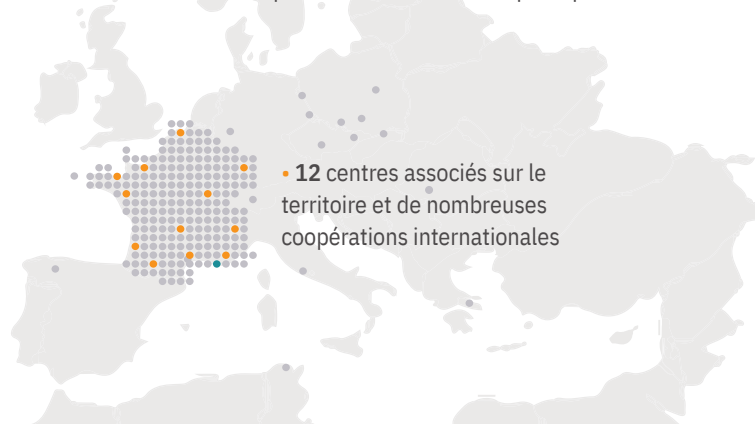 • 12 centres associés sur le
territoire et de nombreuses
coopérations internationales